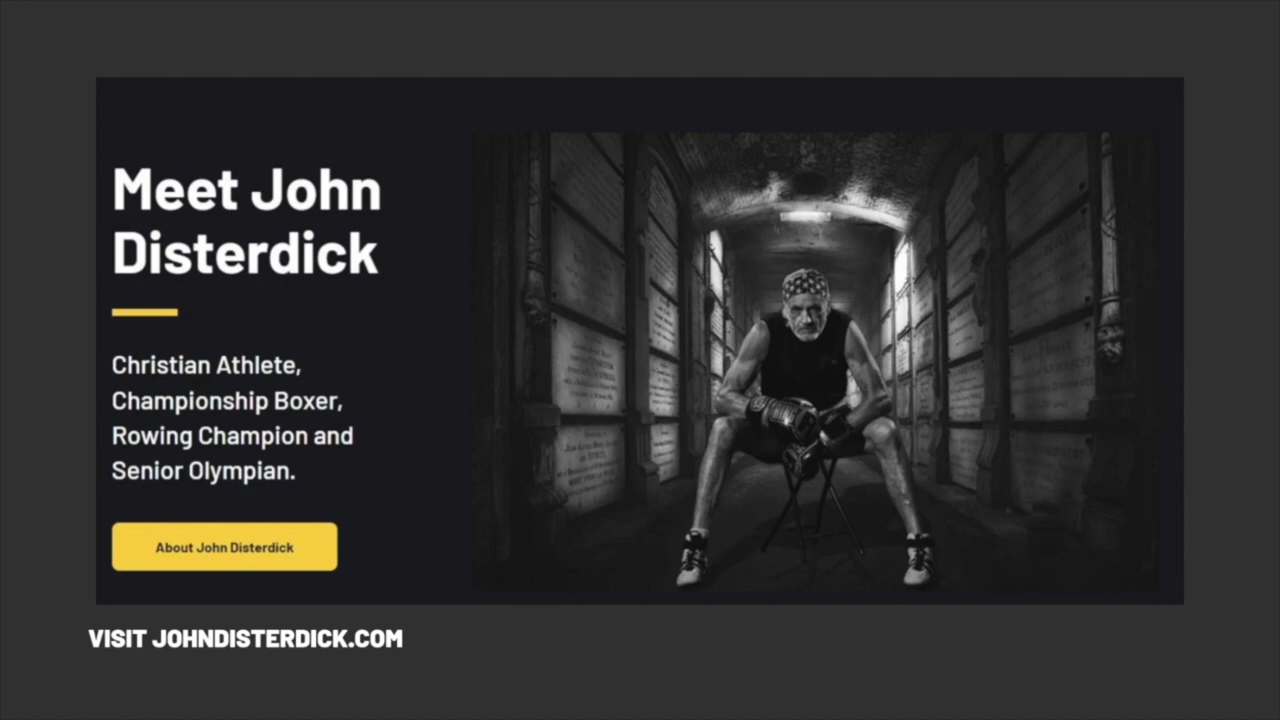 Meet John
Disterdick
Christian Athlete,
Championship Boxer,
Rowing Champion and
Senior Olympian.
About John Disterdick
VISIT JOHNDISTERDICK.COM